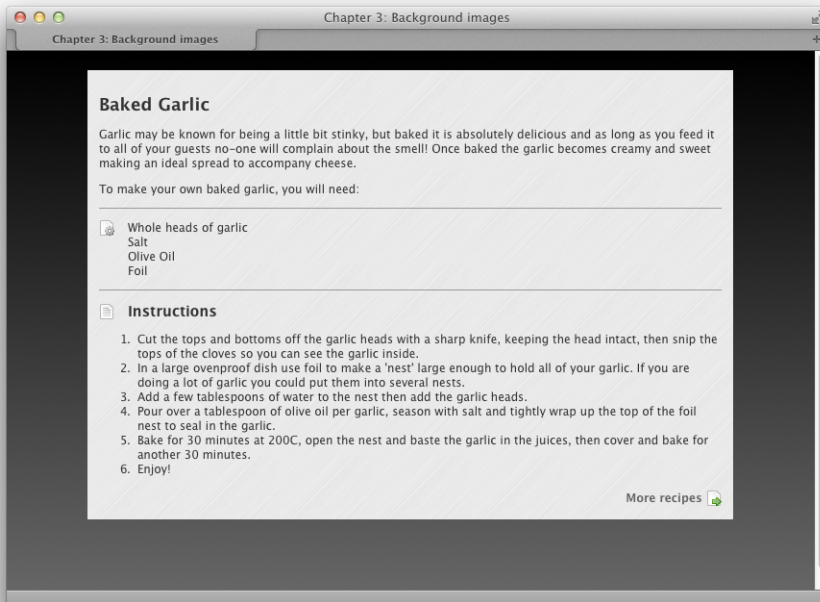 Chapter 3: Background images
Chapter 3: Background images
Baked Garlic
Garlic may be known for being a little bit stinky, but baked it is absolutely delicious and as long as you feed it
to all of your guests no-one will complain about the smell! Once baked the garlic becomes creamy and sweet
making an ideal spread to accompany cheese.
To make your own baked garlic, you will need:
Whole heads of garlic
Salt
Olive Oil
Foil
Instructions
1. Cut the tops and bottoms off the garlic heads with a sharp knife, keeping the head intact, then snip the
tops of the cloves so you can see the garlic inside.
2. In a large ovenproof dish use foil to make a 'nest' large enough to hold all of your garlic. If you are
doing a lot of garlic you could put them into several nests.
3. Add a few tablespoons of water to the nest then add the garlic heads.
4. Pour over a tablespoon of olive oil per garlic, season with salt and tightly wrap up the top of the foil
nest to seal in the garlic.
5. Bake for 30 minutes at 200C, open the nest and baste the garlic in the juices, then cover and bake for
another 30 minutes.
6. Enjoy!
More recipes